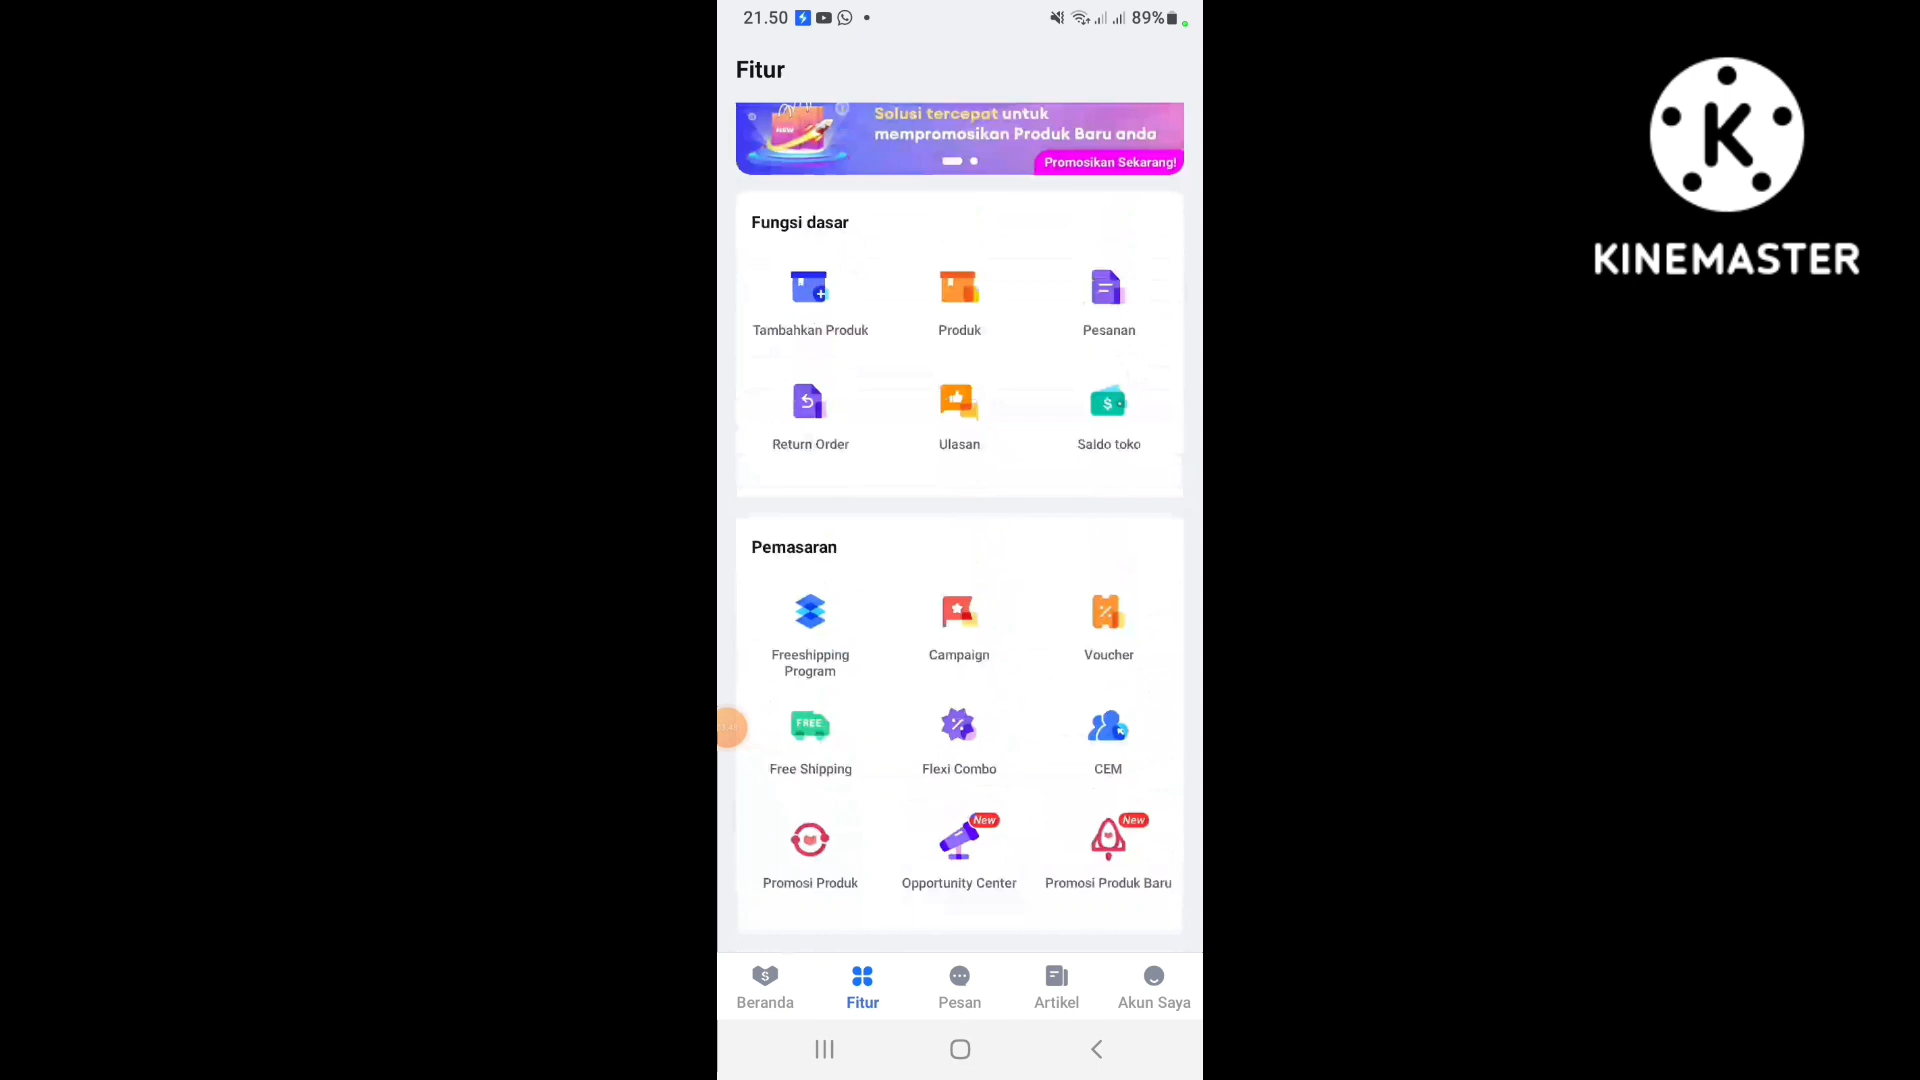 21.50
89%
Fitur
Solusi tercepat untuk
mempromosikan Produk Baru anda
NEW
Promosikan Sekarang!
Fungsi dasar
Tambahkan Produk
Produk
Pesanan
Return Order
Ulasan
Saldo toko
Pemasaran
Freeshipping
Program
Campaign
Voucher
FREE
Free Shipping
Flexi Combo
CEM
New
New
Promosi Produk
Opportunity Center
Promosi Produk Baru
Beranda
Fitur
Pesan
Artikel
Akun Saya
K
KINEMASTER